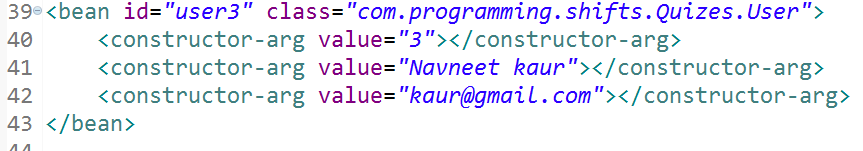 39 <bean id="user3" class="com.programming.shifts.Quizes.User">
40 <constructor-arg value="3"></constructor-arg>
41 <constructor-arg value="Navneet kaur"></constructor-arg>
42 <constructor-arg value="kaur@gmail.com"></constructor-arg>
43 </bean>
44